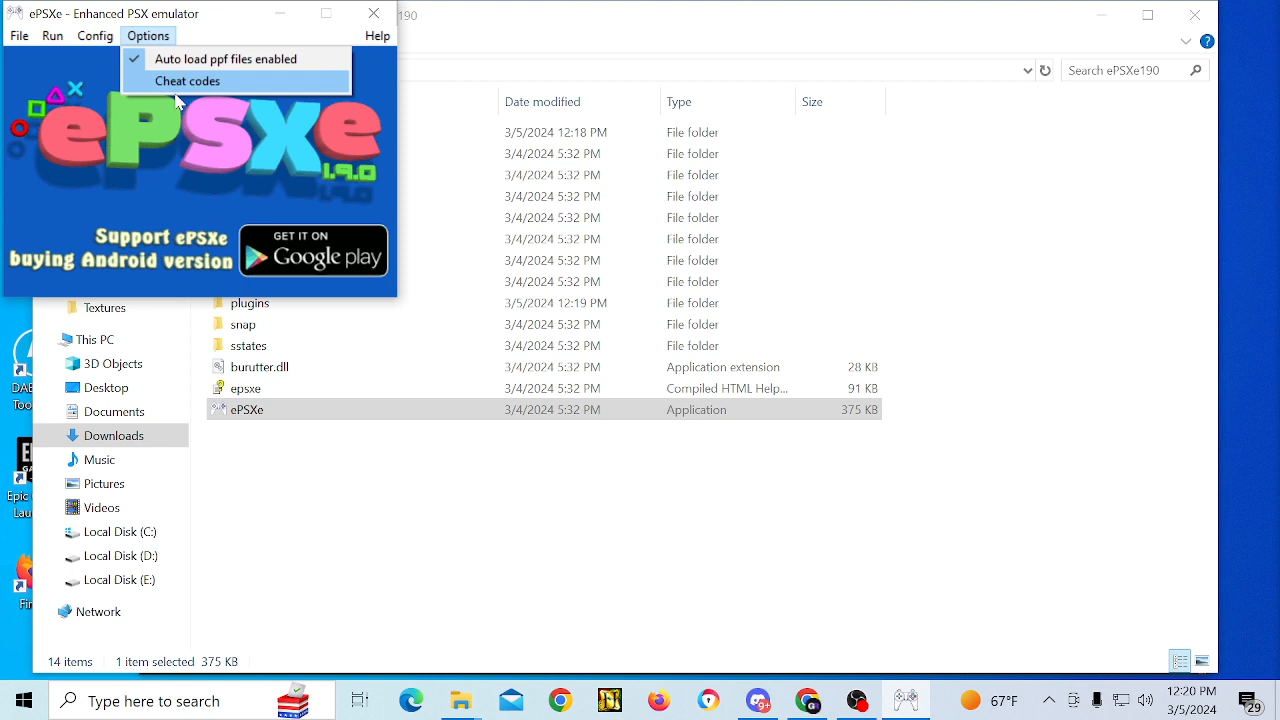 ePSXe - Enhanced PSX emulator
190
File Run Config Options Help
Auto load ppf files enabled
Cheat codes
Search ePSXe190
Date modified Type Size
ePSXe
1.9.0
Support ePSXe
buying Android version
GET IT ON
Google play
3/5/2024 12:18 PM File folder
3/4/2024 5:32 PM File folder
3/4/2024 5:32 PM File folder
3/4/2024 5:32 PM File folder
3/4/2024 5:32 PM File folder
3/4/2024 5:32 PM File folder
3/4/2024 5:32 PM File folder
3/4/2024 5:32 PM File folder
plugins 3/5/2024 12:19 PM File folder
snap 3/4/2024 5:32 PM File folder
sstates 3/4/2024 5:32 PM File folder
burutter.dll 3/4/2024 5:32 PM Application extension 28 KB
epsxe 3/4/2024 5:32 PM Compiled HTML Help... 91 KB
ePSXe 3/4/2024 5:32 PM Application 375 KB
Textures
This PC
3D Objects
Desktop
Documents
Downloads
Music
Pictures
Videos
Local Disk (C:)
Local Disk (D:)
Local Disk (E:)
Network
DAE
Too
Epic
Lau
Fir
14 items 1 item selected 375 KB
Type here to search
9+
G
67°F
12:20 PM
3/5/2024
29